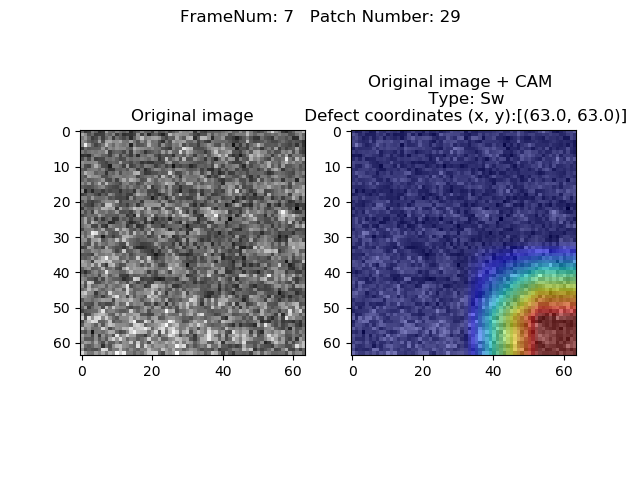 FrameNum: 7   Patch Number: 29
Original image
Original image + CAM
Type: Sw
Defect coordinates (x, y):[(63.0, 63.0)]
0
10
20
30
40
50
60
0 20 40 60
0
10
20
30
40
50
60
0 20 40 60